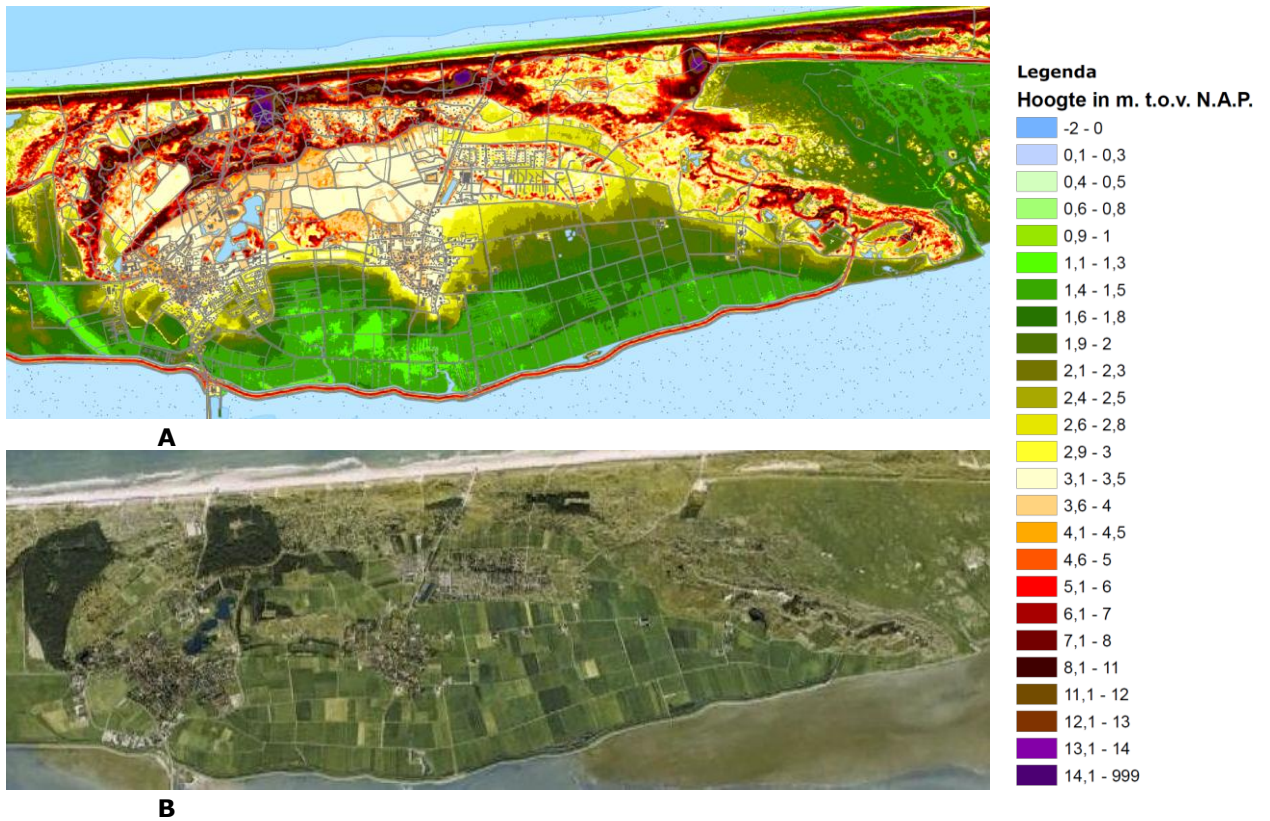 Legenda
Hoogte in m. t.o.v. N.A.P.
-2 - 0
0,1 - 0,3
0,4 - 0,5
0,6 - 0,8
0,9 - 1
1,1 - 1,3
1,4 - 1,5
1,6 - 1,8
1,9 - 2
2,1 - 2,3
2,4 - 2,5
2,6 - 2,8
2,9 - 3
3,1 - 3,5
3,6 - 4
4,1 - 4,5
4,6 - 5
5,1 - 6
6,1 - 7
7,1 - 8
8,1 - 11
11,1 - 12
12,1 - 13
13,1 - 14
14,1 - 999
A
B